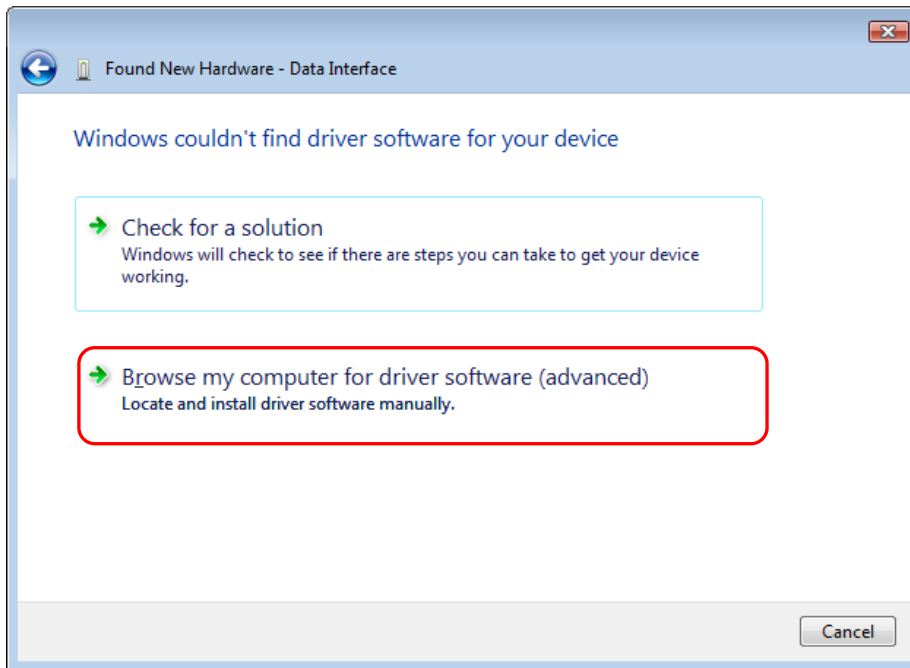 Found New Hardware - Data Interface
Windows couldn't find driver software for your device
Check for a solution
Windows will check to see if there are steps you can take to get your device
working.
Browse my computer for driver software (advanced)
Locate and install driver software manually.
Cancel